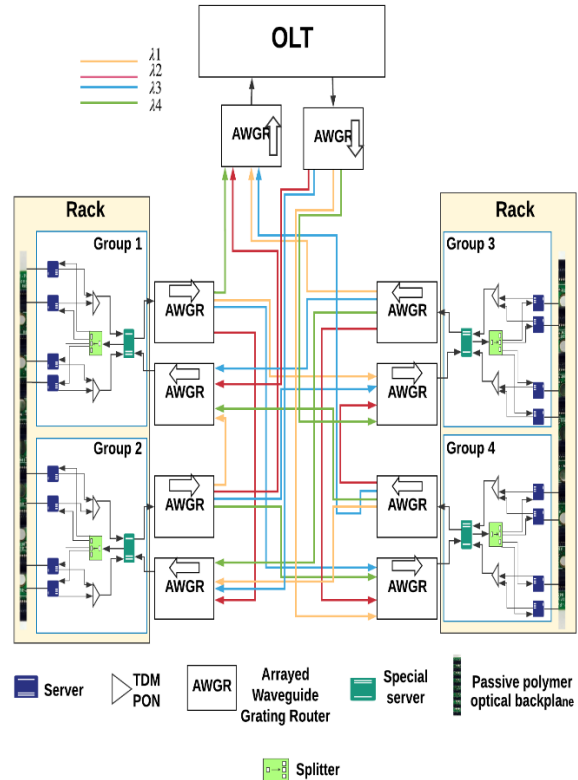 OLT
λ1
λ2
λ3
λ4
AWGR
AWGR
Rack
Rack
Group 1
Group 3
AWGR
AWGR
AWGR
AWGR
Group 2
Group 4
AWGR
AWGR
AWGR
AWGR
Server
TDM
PON
AWGR
Arrayed
Waveguide
Grating Router
Special
server
Passive polymer
optical backplane
Splitter